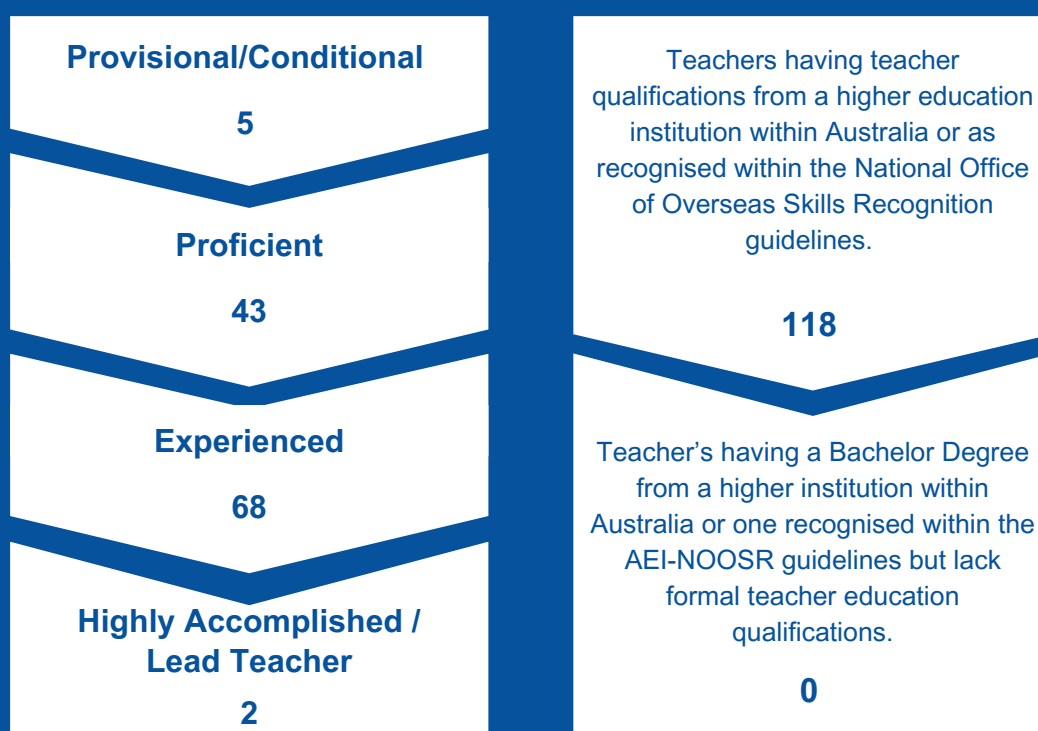 Provisional/Conditional
5
Proficient
43
Experienced
68
Highly Accomplished /
Lead Teacher
2
Teachers having teacher
qualifications from a higher education
institution within Australia or as
recognised within the National Office
of Overseas Skills Recognition
guidelines.
118
Teacher’s having a Bachelor Degree
from a higher institution within
Australia or one recognised within the
AEI-NOOSR guidelines but lack
formal teacher education
qualifications.
0